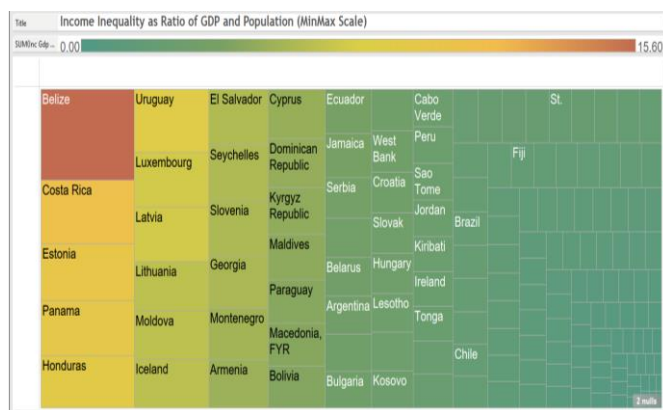 Title Income Inequality as Ratio of GDP and Population (MinMax Scale)
SUM(Inc Gdp ... 0.00 15.60
Belize
Costa Rica
Estonia
Panama
Honduras
Uruguay
Luxembourg
Latvia
Lithuania
Moldova
Iceland
El Salvador
Seychelles
Slovenia
Georgia
Montenegro
Armenia
Cyprus
Dominican
Republic
Kyrgyz
Republic
Maldives
Paraguay
Macedonia,
FYR
Bolivia
Ecuador
Jamaica
Serbia
Belarus
Argentina
Bulgaria
West
Bank
Croatia
Slovak
Hungary
Lesotho
Kosovo
Cabo
Verde
Peru
Sao
Tome
Jordan
Kiribati
Ireland
Tonga
Brazil
Chile
Fiji
St.
2 nulls